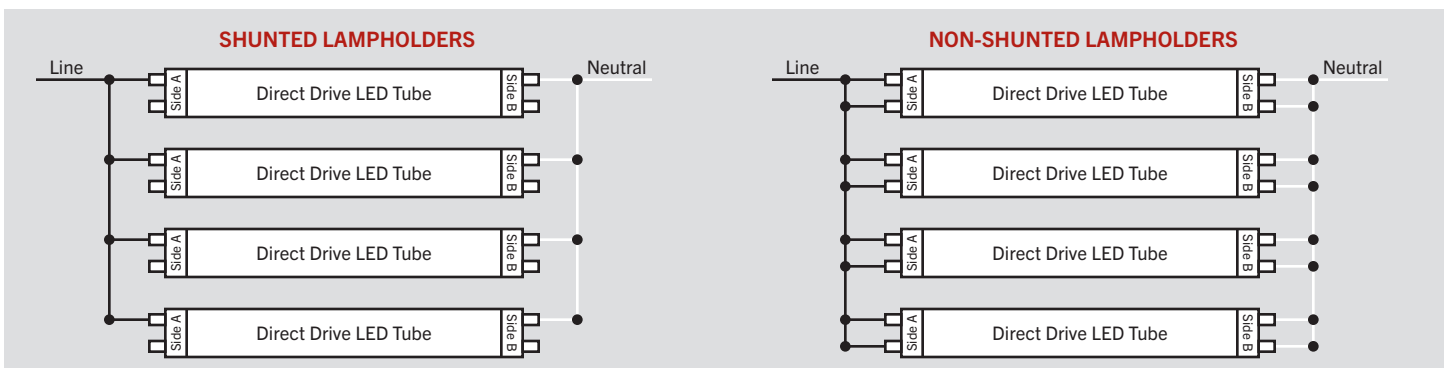 SHUNTED LAMPHOLDERS
Line
Neutral
Side A
Direct Drive LED Tube
Side B
Side A
Direct Drive LED Tube
Side B
Side A
Direct Drive LED Tube
Side B
Side A
Direct Drive LED Tube
Side B
NON-SHUNTED LAMPHOLDERS
Line
Neutral
Side A
Direct Drive LED Tube
Side B
Side A
Direct Drive LED Tube
Side B
Side A
Direct Drive LED Tube
Side B
Side A
Direct Drive LED Tube
Side B